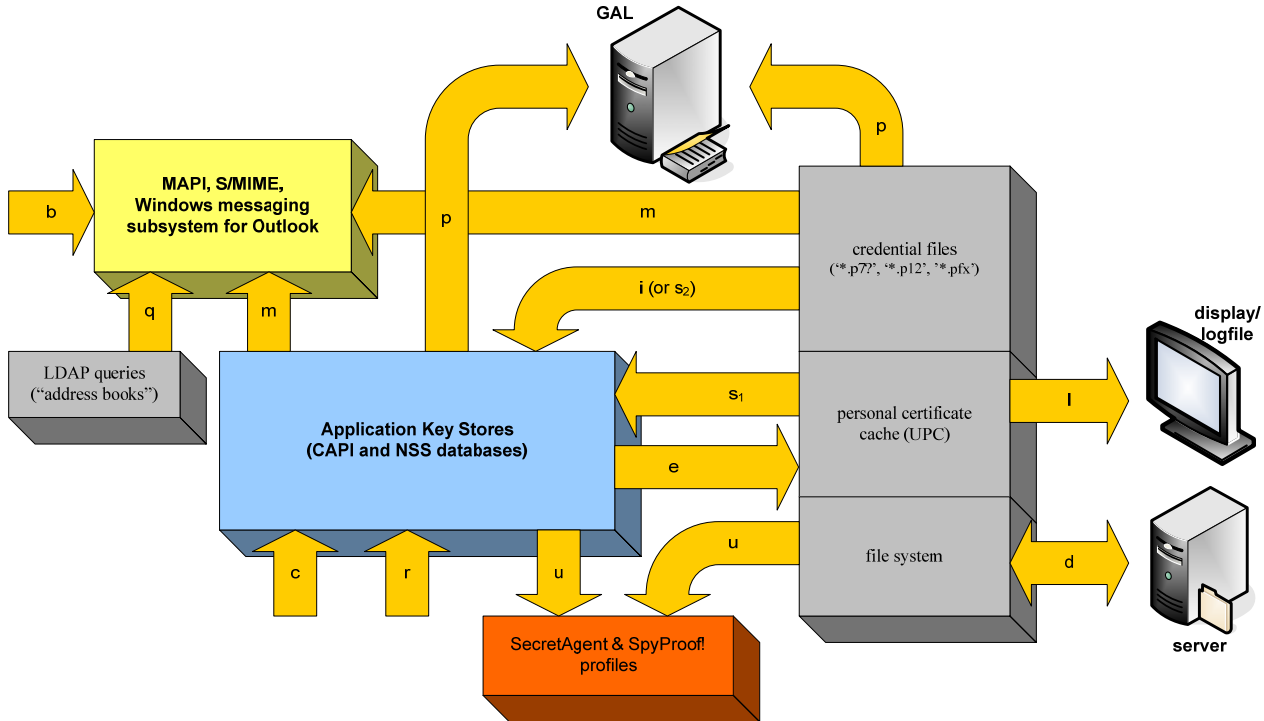 GAL
MAPI, S/MIME,
Windows messaging
subsystem for Outlook
b
p
m
p
credential files
('*.p7?', '*.p12', '*.pfx')
i (or s₂)
q
m
LDAP queries
("address books")
display/
logfile
Application Key Stores
(CAPI and NSS databases)
s₁
personal certificate
cache (UPC)
l
e
c
r
u
u
file system
d
SecretAgent & SpyProof!
profiles
server